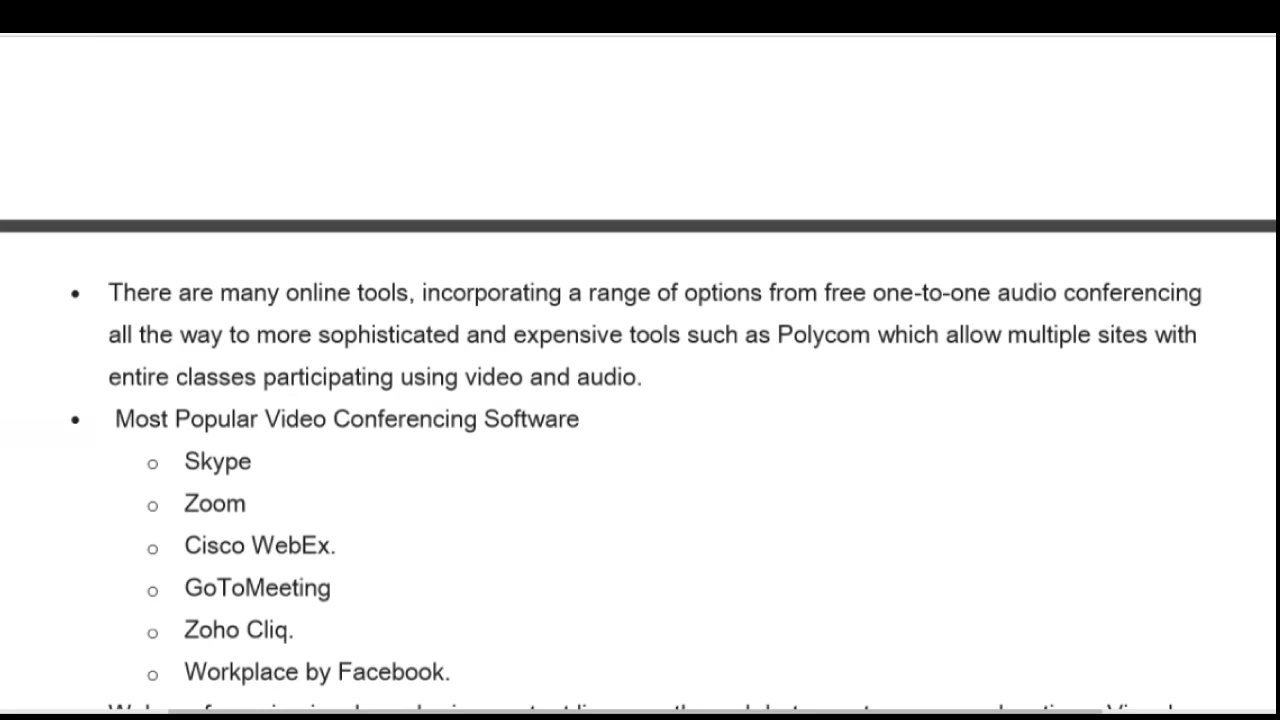 • There are many online tools, incorporating a range of options from free one-to-one audio conferencing
all the way to more sophisticated and expensive tools such as Polycom which allow multiple sites with
entire classes participating using video and audio.
• Most Popular Video Conferencing Software
o Skype
o Zoom
o Cisco WebEx.
o GoToMeeting
o Zoho Cliq.
o Workplace by Facebook.